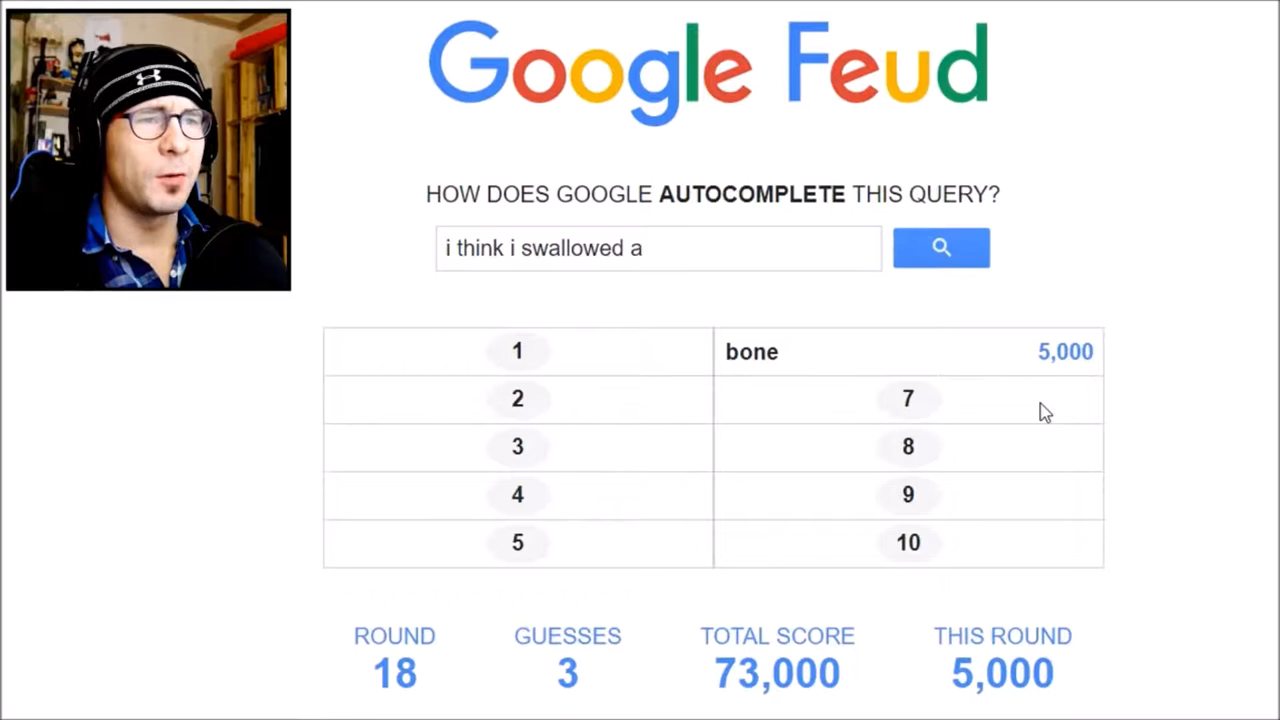 Google Feud
HOW DOES GOOGLE AUTOCOMPLETE THIS QUERY?
i think i swallowed a
1
bone 5,000
2
7
3
8
4
9
5
10
ROUND GUESSES TOTAL SCORE THIS ROUND
18 3 73,000 5,000